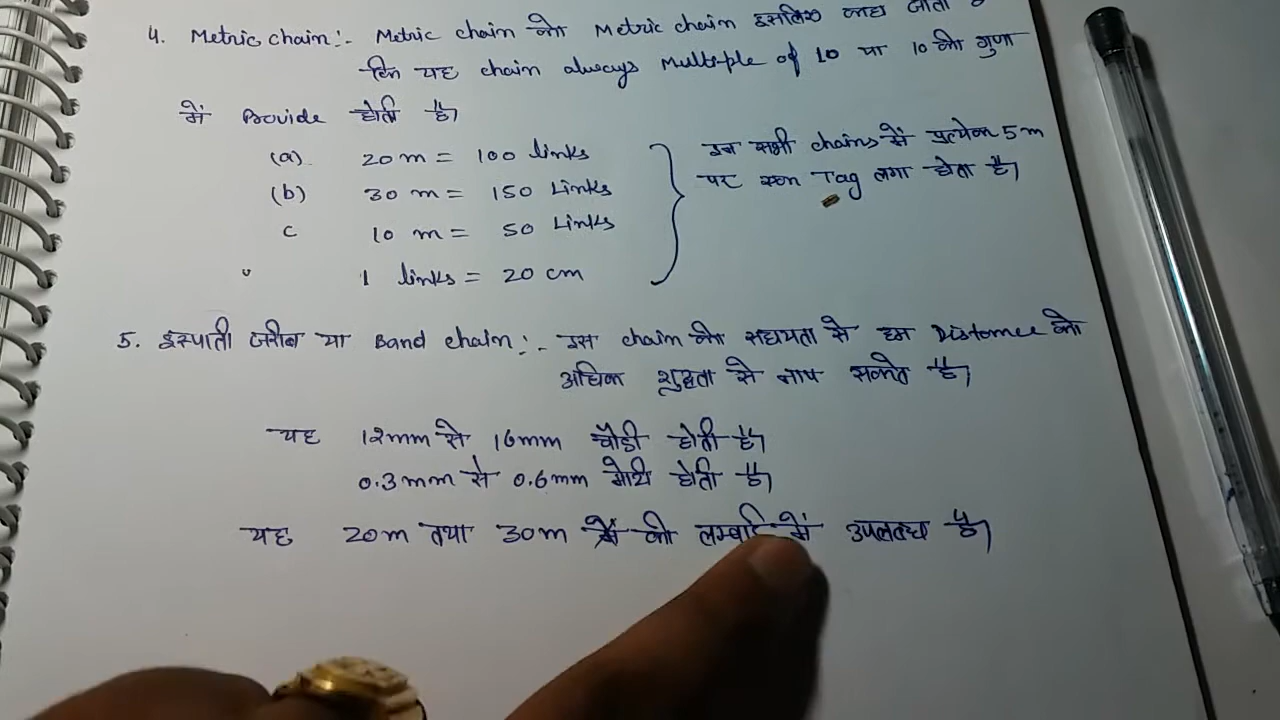 4. Metric chain :- Metric chain को Metric chain इसलिए कहा जाता
कि यह chain always Multiple of 10 या 10 की गुणा
में Provide होती है।
(a) 20 m = 100 links
(b) 30 m = 150 Links
c 10 m = 50 Links
1 links = 20 cm
इन सभी chains में प्रत्येक 5 m
पर एक Tag लगा होता है।
5. इस्पाती जरीब या Band chain :- इस chain की सहायता से हम Distance को
अधिक शुद्धता से नाप सकते है।
यह 12mm से 16mm चौडी होती है।
0.3mm से 0.6mm मोटी होती है।
यह 20m तथा 30m की लम्बाई में उपलब्ध है।